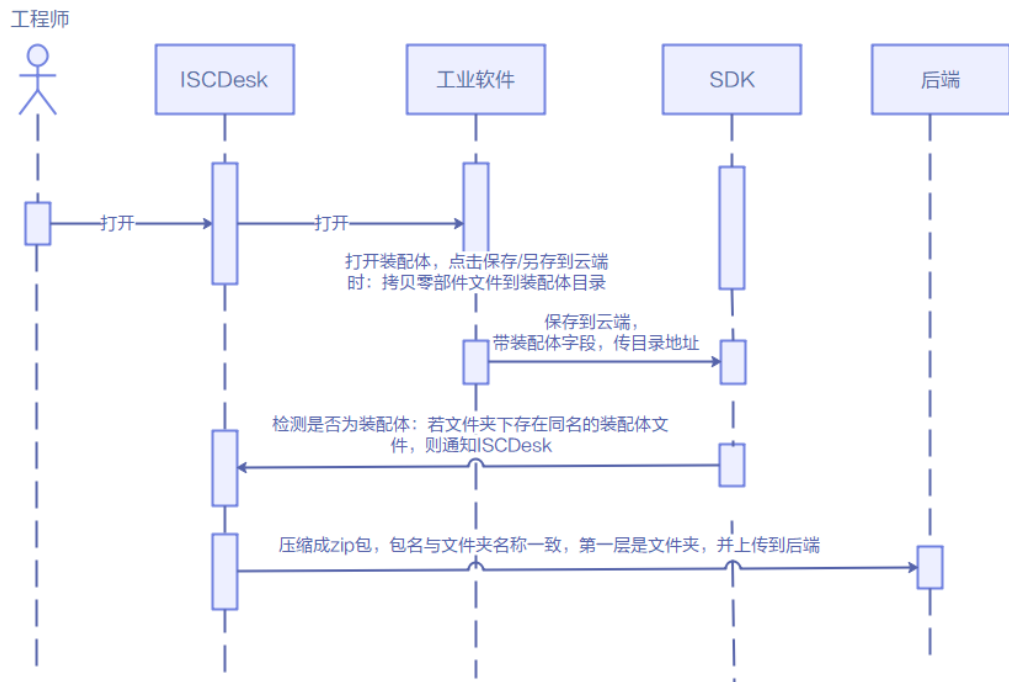 工程师
ISCDesk
工业软件
SDK
后端
打开
打开
打开装配体，点击保存/另存到云端
时：拷贝零部件文件到装配体目录
保存到云端，
带装配体字段，传目录地址
检测是否为装配体：若文件夹下存在同名的装配体文
件，则通知ISCDesk
压缩成zip包，包名与文件夹名称一致，第一层是文件夹，并上传到后端